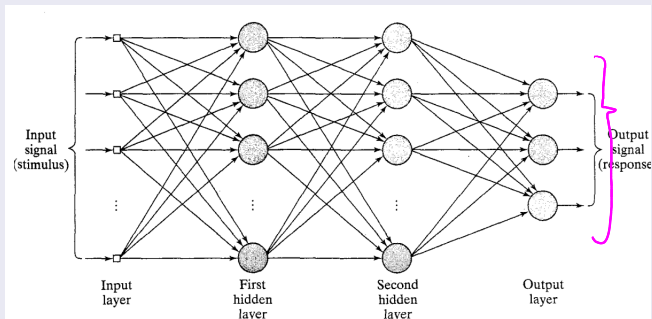 Input
signal
(stimulus)
Output
signal
(response
Input
layer
First
hidden
layer
Second
hidden
layer
Output
layer